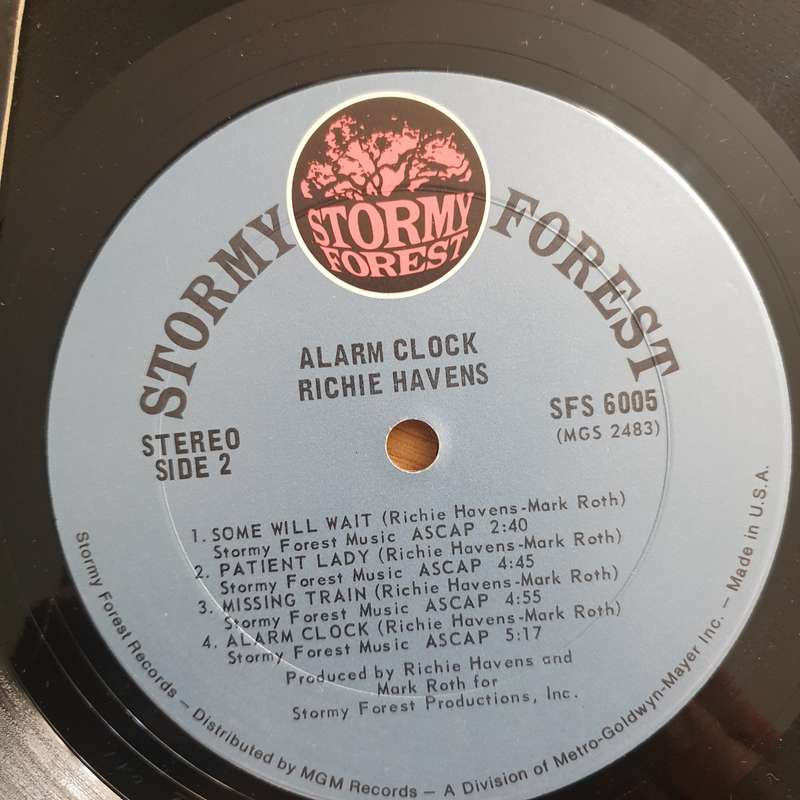 STORMY
FOREST
STORMY FOREST
ALARM CLOCK
RICHIE HAVENS
STEREO
SIDE 2
SFS 6005
(MGS 2483)
1. SOME WILL WAIT (Richie Havens-Mark Roth)
Stormy Forest Music ASCAP 2:40
2. PATIENT LADY (Richie Havens-Mark Roth)
Stormy Forest Music ASCAP 4:45
3. MISSING TRAIN (Richie Havens-Mark Roth)
Stormy Forest Music ASCAP 4:55
4. ALARM CLOCK (Richie Havens-Mark Roth)
Stormy Forest Music ASCAP 5:17
Produced by Richie Havens and
Mark Roth for
Stormy Forest Productions, Inc.
Stormy Forest Records – Distributed by MGM Records – A Division of Metro-Goldwyn-Mayer Inc. – Made in U.S.A.